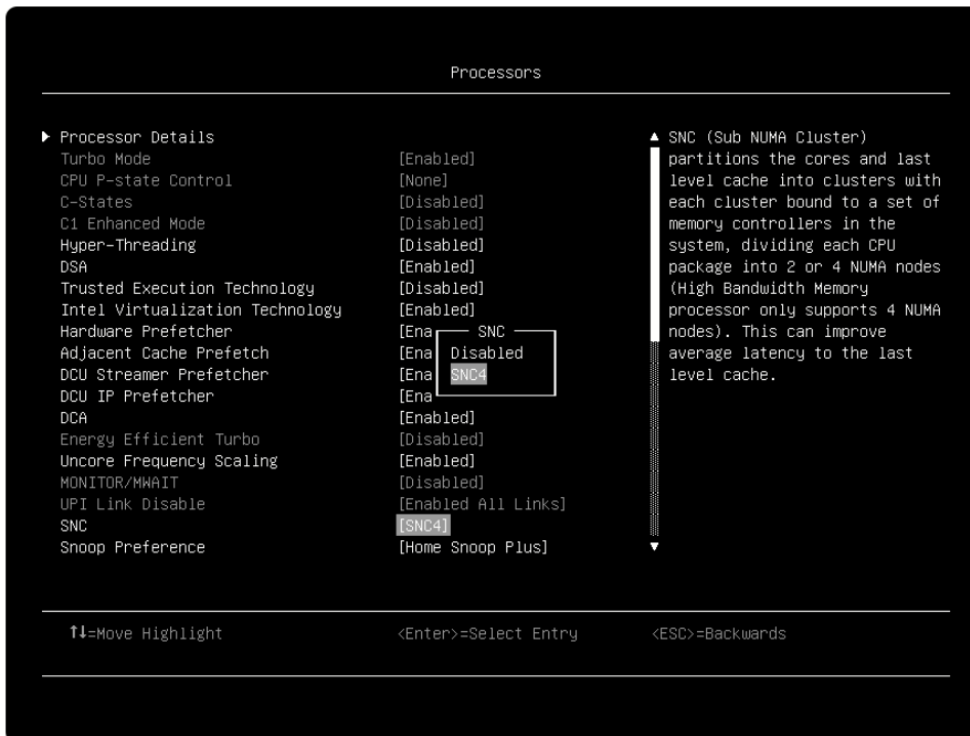 Processors
Processor Details
Turbo Mode [Enabled]
CPU P-state Control [None]
C-States [Disabled]
C1 Enhanced Mode [Disabled]
Hyper-Threading [Disabled]
DSA [Enabled]
Trusted Execution Technology [Disabled]
Intel Virtualization Technology [Enabled]
Hardware Prefetcher [Ena
Adjacent Cache Prefetch [Ena
DCU Streamer Prefetcher [Ena
DCU IP Prefetcher [Ena
DCA [Enabled]
Energy Efficient Turbo [Disabled]
Uncore Frequency Scaling [Enabled]
MONITOR/MWAIT [Disabled]
UPI Link Disable [Enabled All Links]
SNC [SNC4]
Snoop Preference [Home Snoop Plus]
SNC
Disabled
SNC4
SNC (Sub NUMA Cluster)
partitions the cores and last
level cache into clusters with
each cluster bound to a set of
memory controllers in the
system, dividing each CPU
package into 2 or 4 NUMA nodes
(High Bandwidth Memory
processor only supports 4 NUMA
nodes). This can improve
average latency to the last
level cache.
↑↓=Move Highlight <Enter>=Select Entry <ESC>=Backwards